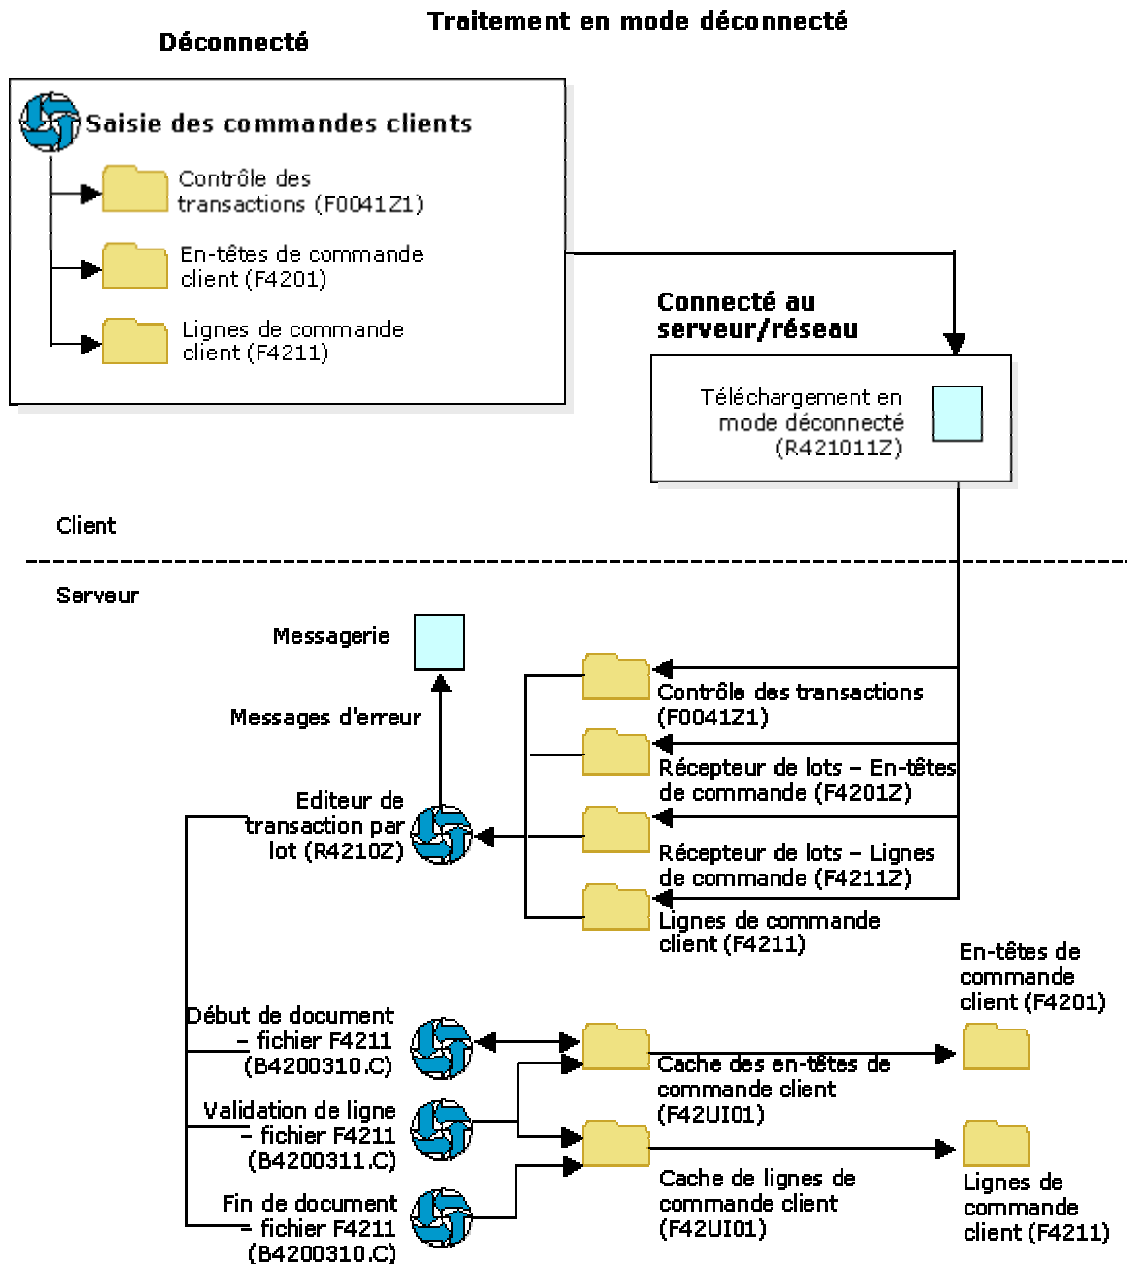 Traitement en mode déconnecté
Déconnecté
Saisie des commandes clients
Contrôle des
transactions (F0041Z1)
En-têtes de commande
client (F4201)
Lignes de commande
client (F4211)
Connecté au
serveur/réseau
Téléchargement en
mode déconnecté
(R421011Z)
Client
Serveur
Messagerie
Messages d'erreur
Contrôle des transactions
(F0041Z1)
Récepteur de lots – En-têtes
de commande (F4201Z)
Editeur de
transaction par
lot (R4210Z)
Récepteur de lots – Lignes
de commande (F4211Z)
Lignes de commande
client (F4211)
En-têtes de
commande
client (F4201)
Début de document
– fichier F4211
(B4200310.C)
Cache des en-têtes de
commande client
(F42UI01)
Validation de ligne
– fichier F4211
(B4200311.C)
Cache de lignes de
commande client
(F42UI01)
Lignes de
commande
client (F4211)
Fin de document
– fichier F4211
(B4200310.C)